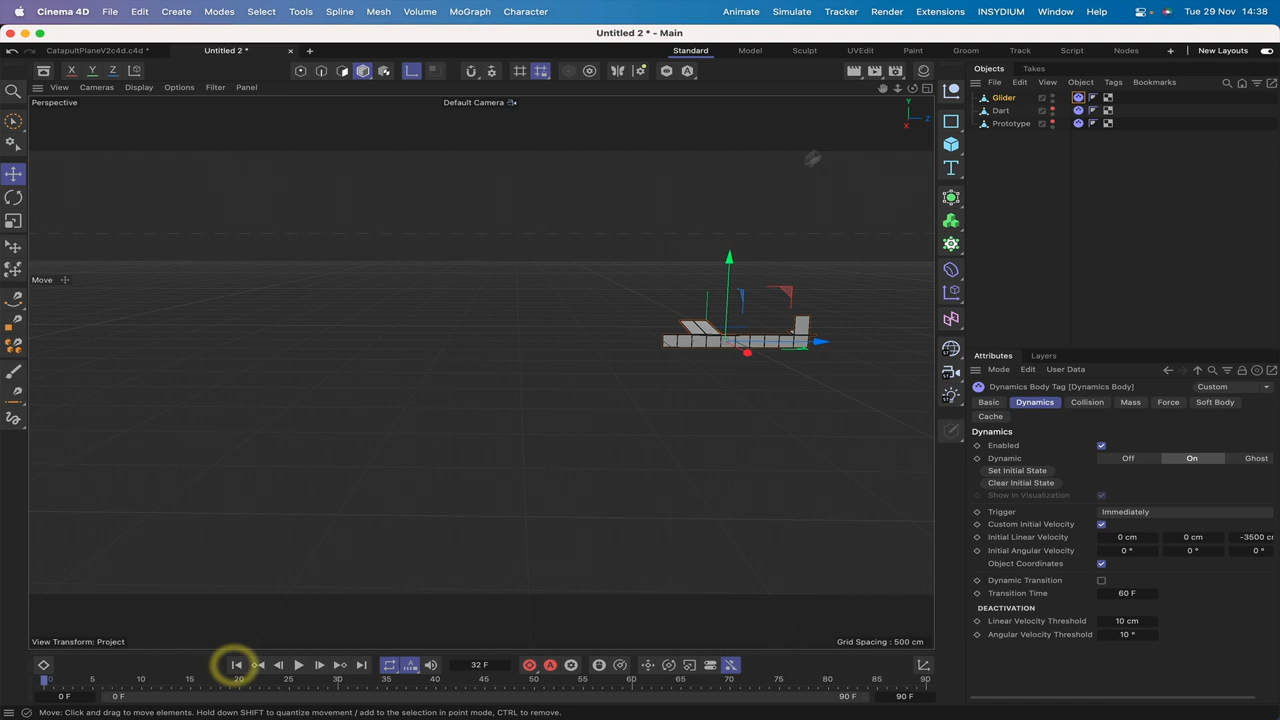 Cinema 4D File Edit Create Modes Select Tools Spline Mesh Volume MoGraph Character Animate Simulate Tracker Render Extensions INSYDIUM Window Help Tue 29 Nov 14:38
Untitled 2 * - Main
CatapultPlaneV2c4d.c4d * Untitled 2 * Standard Model Sculpt UVEdit Paint Groom Track Script Nodes New Layouts
X Y Z
Objects Takes
View Cameras Display Options Filter Panel
File Edit View Object Tags Bookmarks
Perspective Default Camera
Glider
Dart
Prototype
Y
Z
X
Move
Attributes Layers
Mode Edit User Data
Dynamics Body Tag [Dynamics Body] Custom
Basic Dynamics Collision Mass Force Soft Body
Cache
Dynamics
Enabled
Dynamic Off On Ghost
Set Initial State
Clear Initial State
Show in Visualization
Trigger Immediately
Custom Initial Velocity
Initial Linear Velocity 0 cm 0 cm -3500 cr
Initial Angular Velocity 0 ° 0 ° 0 °
Object Coordinates
Dynamic Transition
Transition Time 60 F
DEACTIVATION
Linear Velocity Threshold 10 cm
Angular Velocity Threshold 10 °
View Transform: Project Grid Spacing : 500 cm
32 F
0 5 10 15 20 25 30 35 40 45 50 55 60 65 70 75 80 85 90
0 F 0 F 90 F 90 F
Move: Click and drag to move elements. Hold down SHIFT to quantize movement / add to the selection in point mode, CTRL to remove.